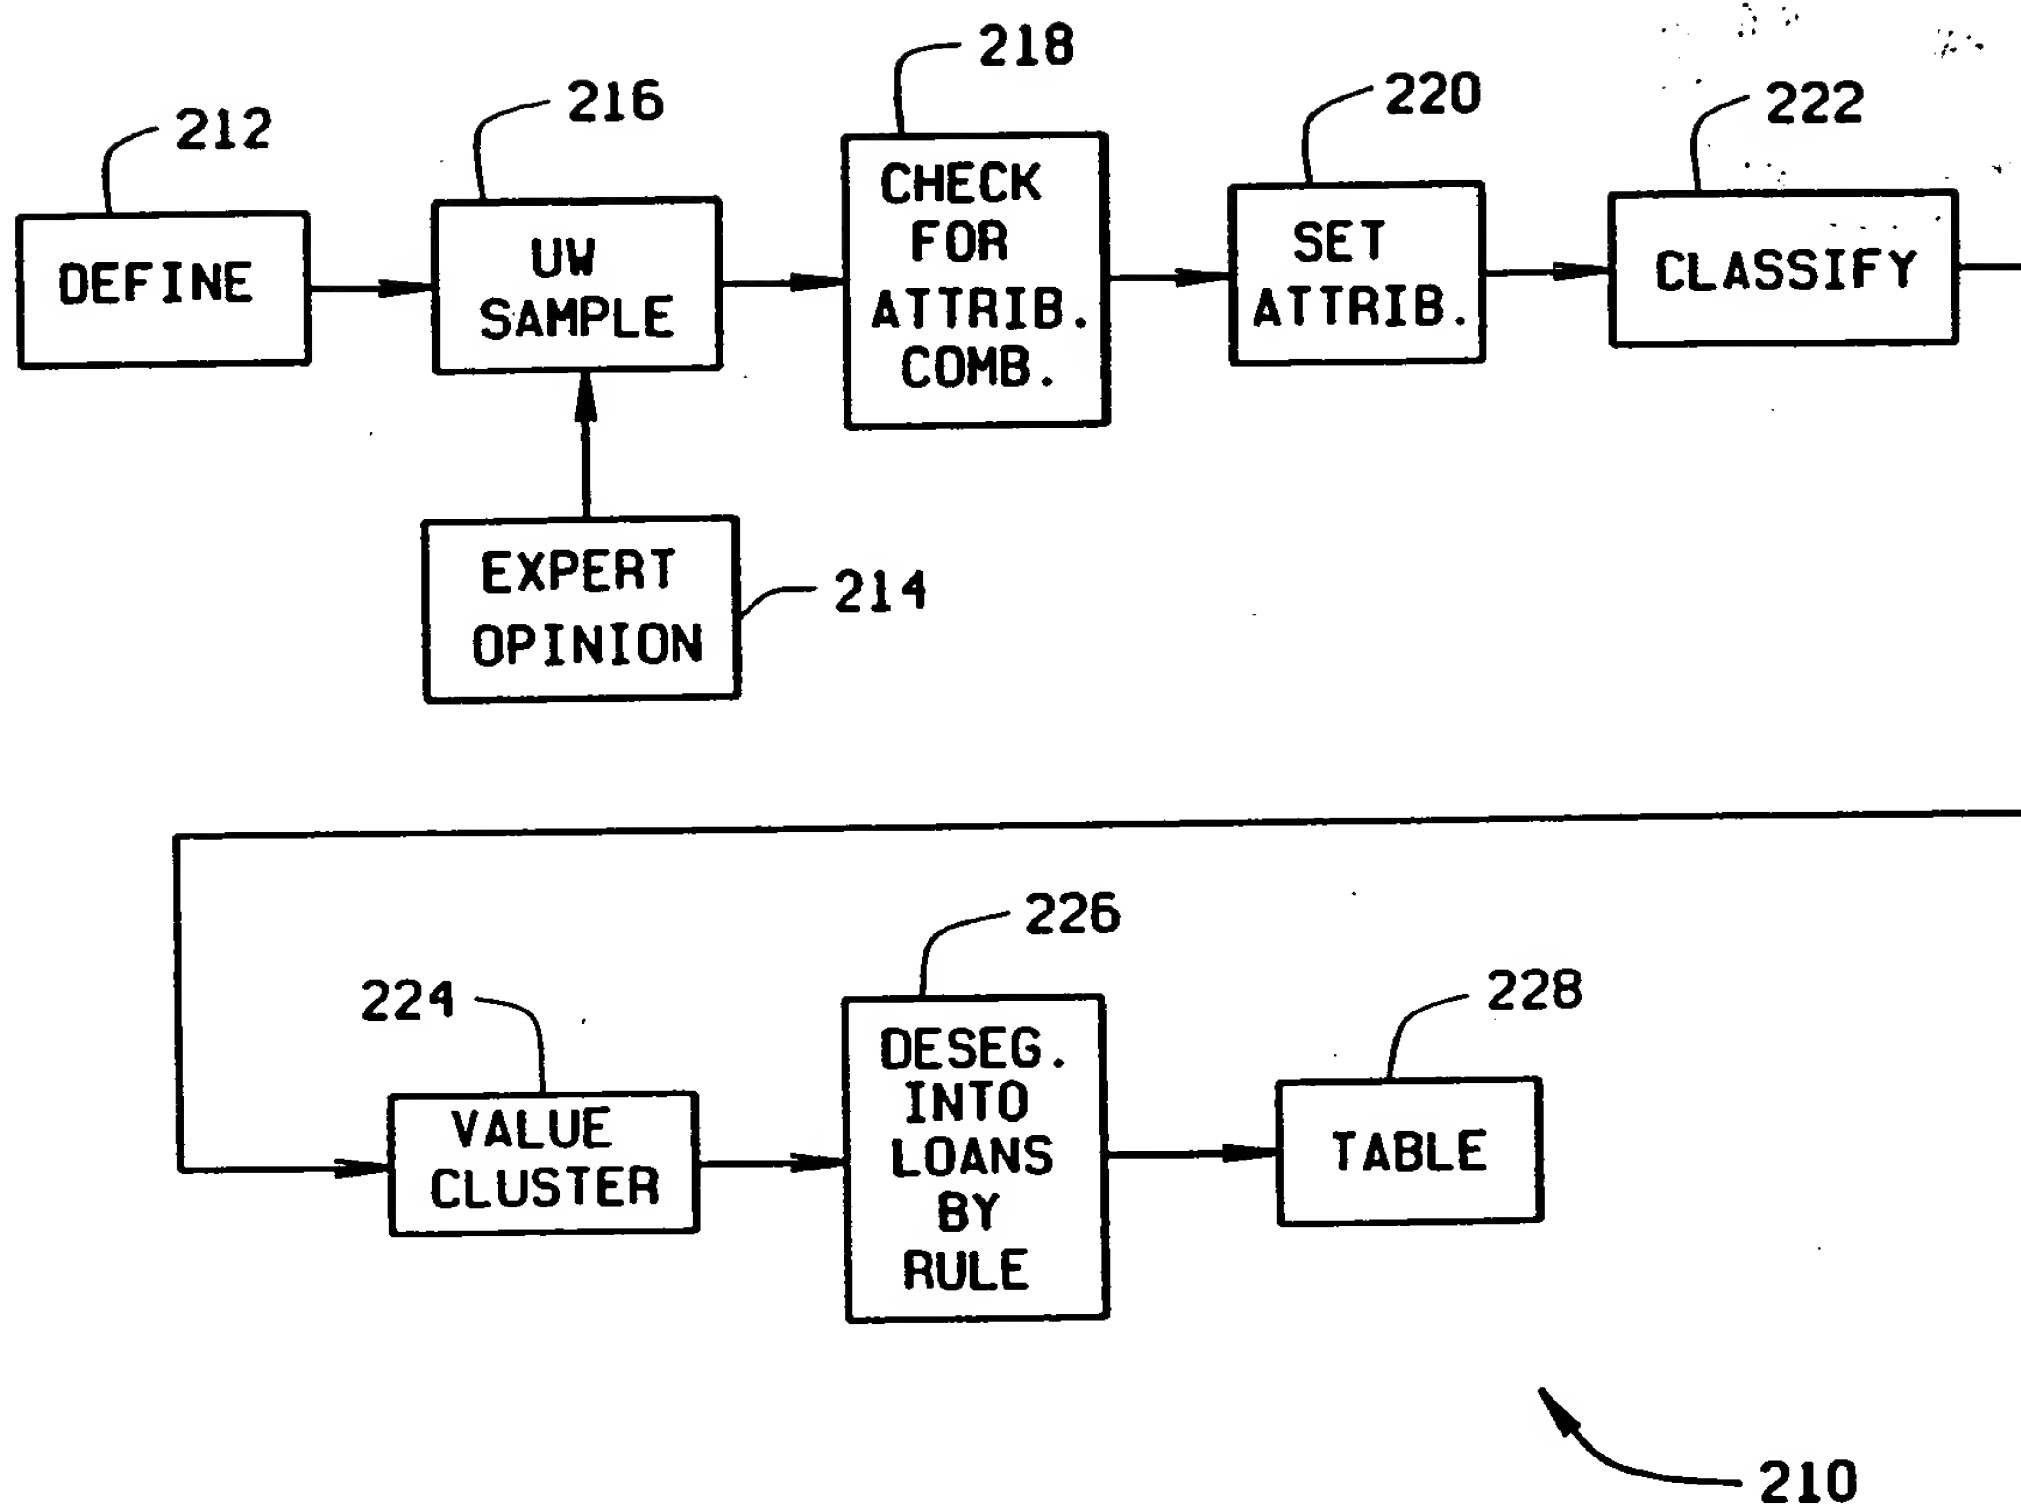 212
DEFINE
216
UW
SAMPLE
218
CHECK
FOR
ATTRIB.
COMB.
220
SET
ATTRIB.
222
CLASSIFY
EXPERT
OPINION
214
224
VALUE
CLUSTER
226
DESEG.
INTO
LOANS
BY
RULE
228
TABLE
210